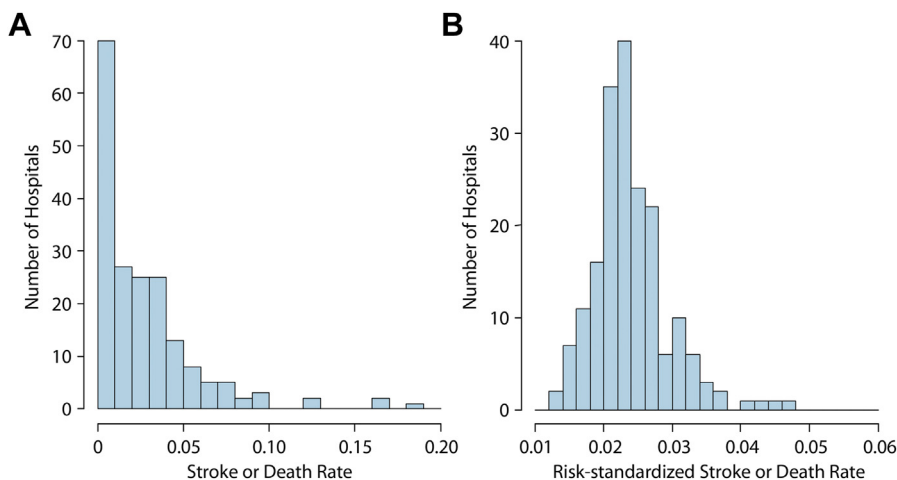 A
70
60
50
40
30
20
10
0
Number of Hospitals
0 0.05 0.10 0.15 0.20
Stroke or Death Rate
B
40
30
20
10
0
Number of Hospitals
0.01 0.02 0.03 0.04 0.05 0.06
Risk-standardized Stroke or Death Rate